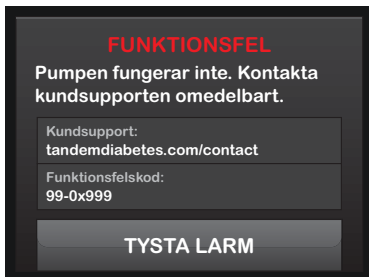 FUNKTIONSFEL
Pumpen fungerar inte. Kontakta
kundsupporten omedelbart.
Kundsupport:
tandemdiabetes.com/contact
Funktionsfelskod:
99-0x999
TYSTA LARM